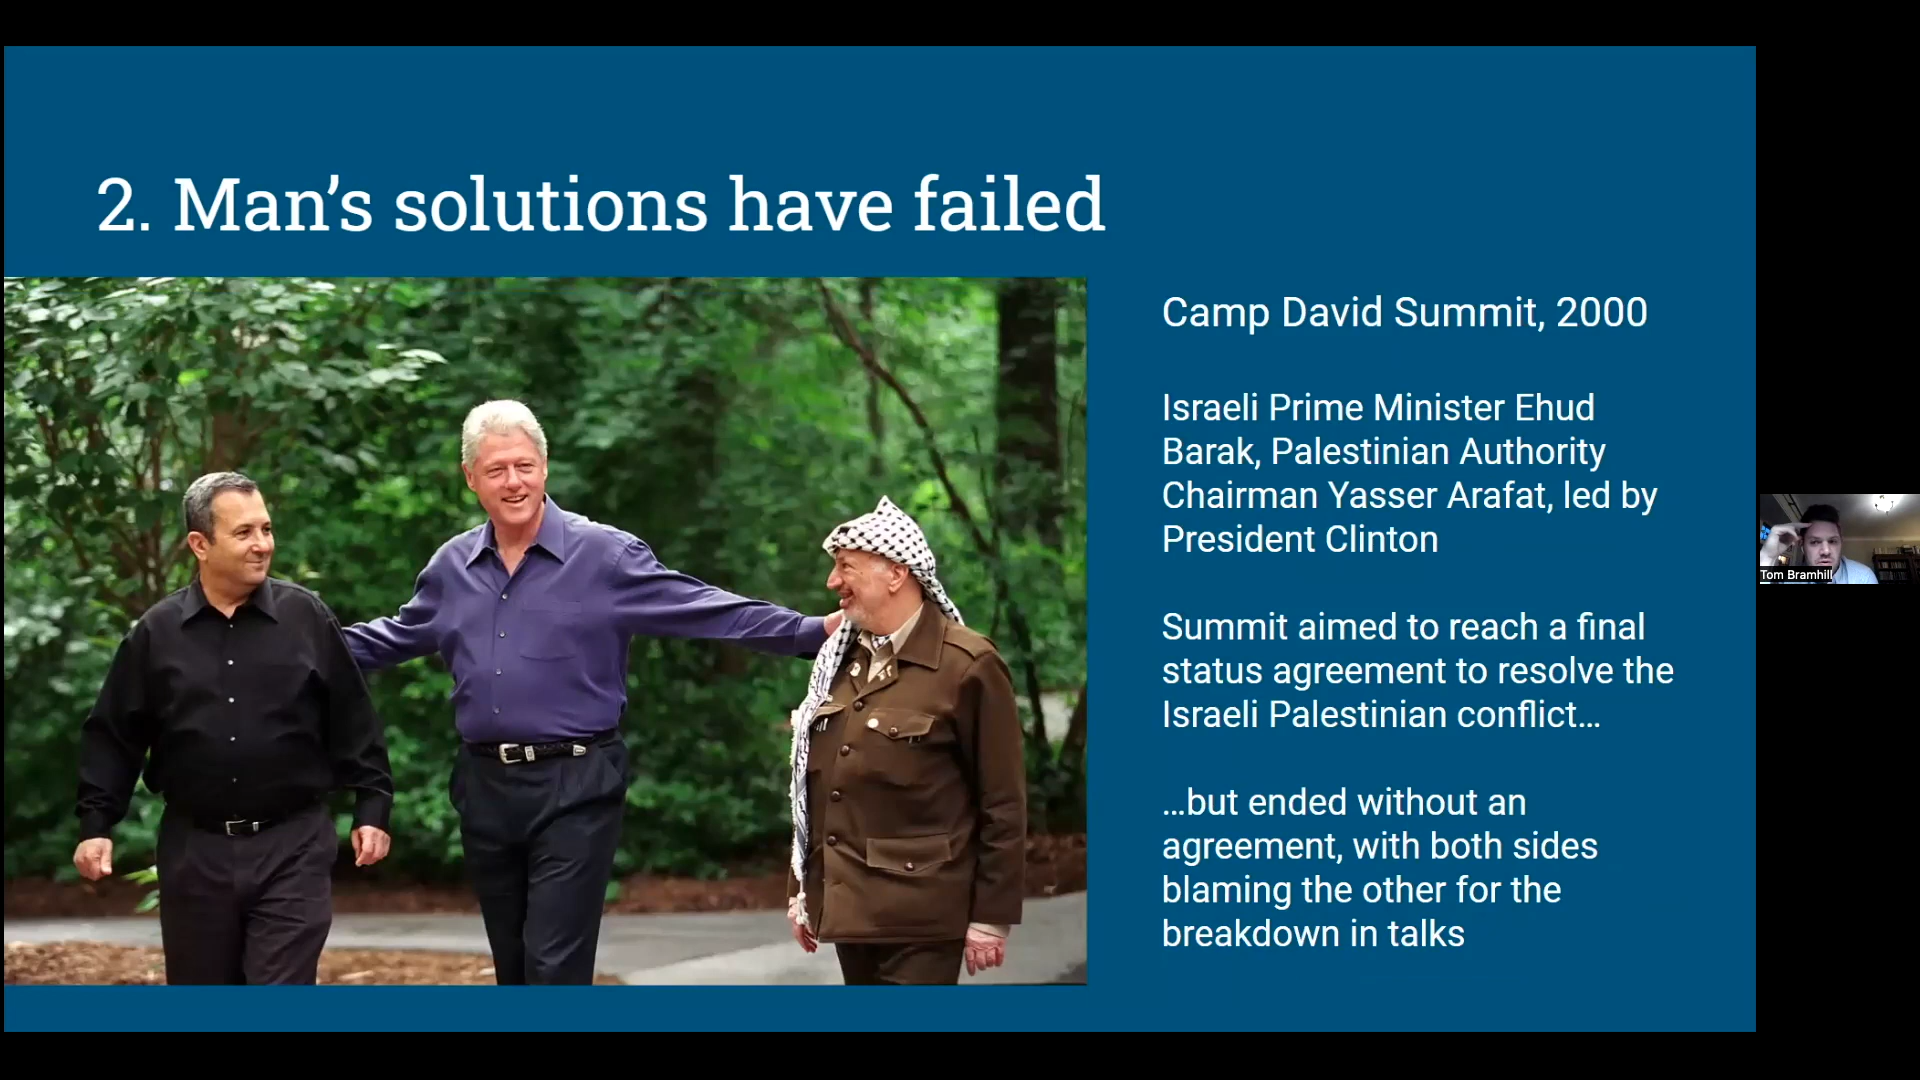 2. Man's solutions have failed
Camp David Summit, 2000
Israeli Prime Minister Ehud
Barak, Palestinian Authority
Chairman Yasser Arafat, led by
President Clinton
Summit aimed to reach a final
status agreement to resolve the
Israeli Palestinian conflict...
...but ended without an
agreement, with both sides
blaming the other for the
breakdown in talks
Tom Bramhill